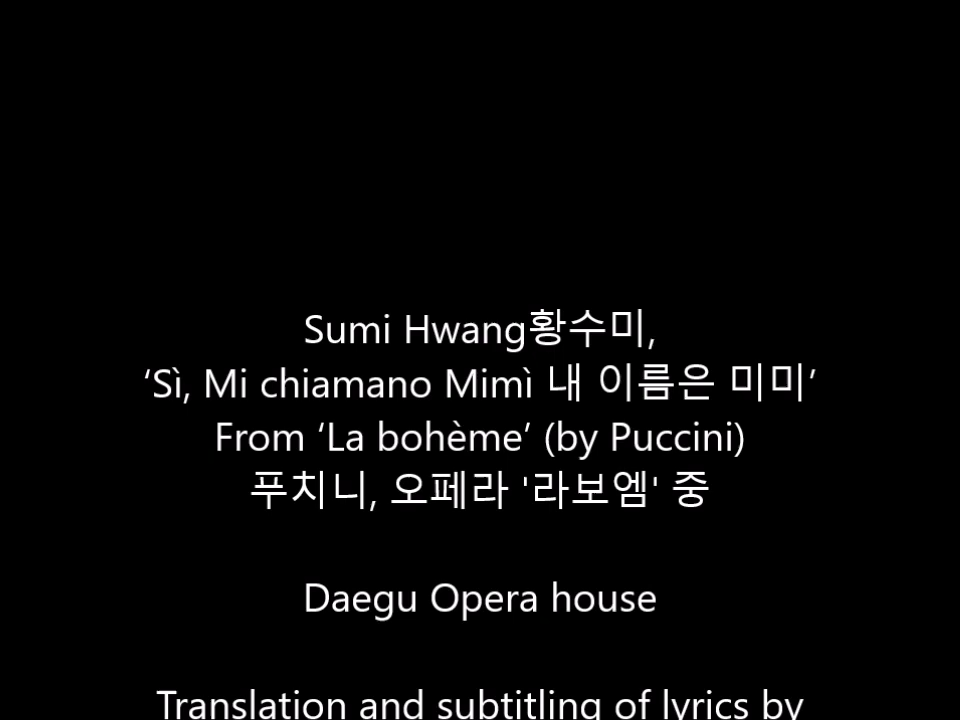 Sumi Hwang황수미,
‘Sì, Mi chiamano Mimì 내 이름은 미미’
From ‘La bohème’ (by Puccini)
푸치니, 오페라 '라보엠' 중
Daegu Opera house
Translation and subtitling of lyrics by